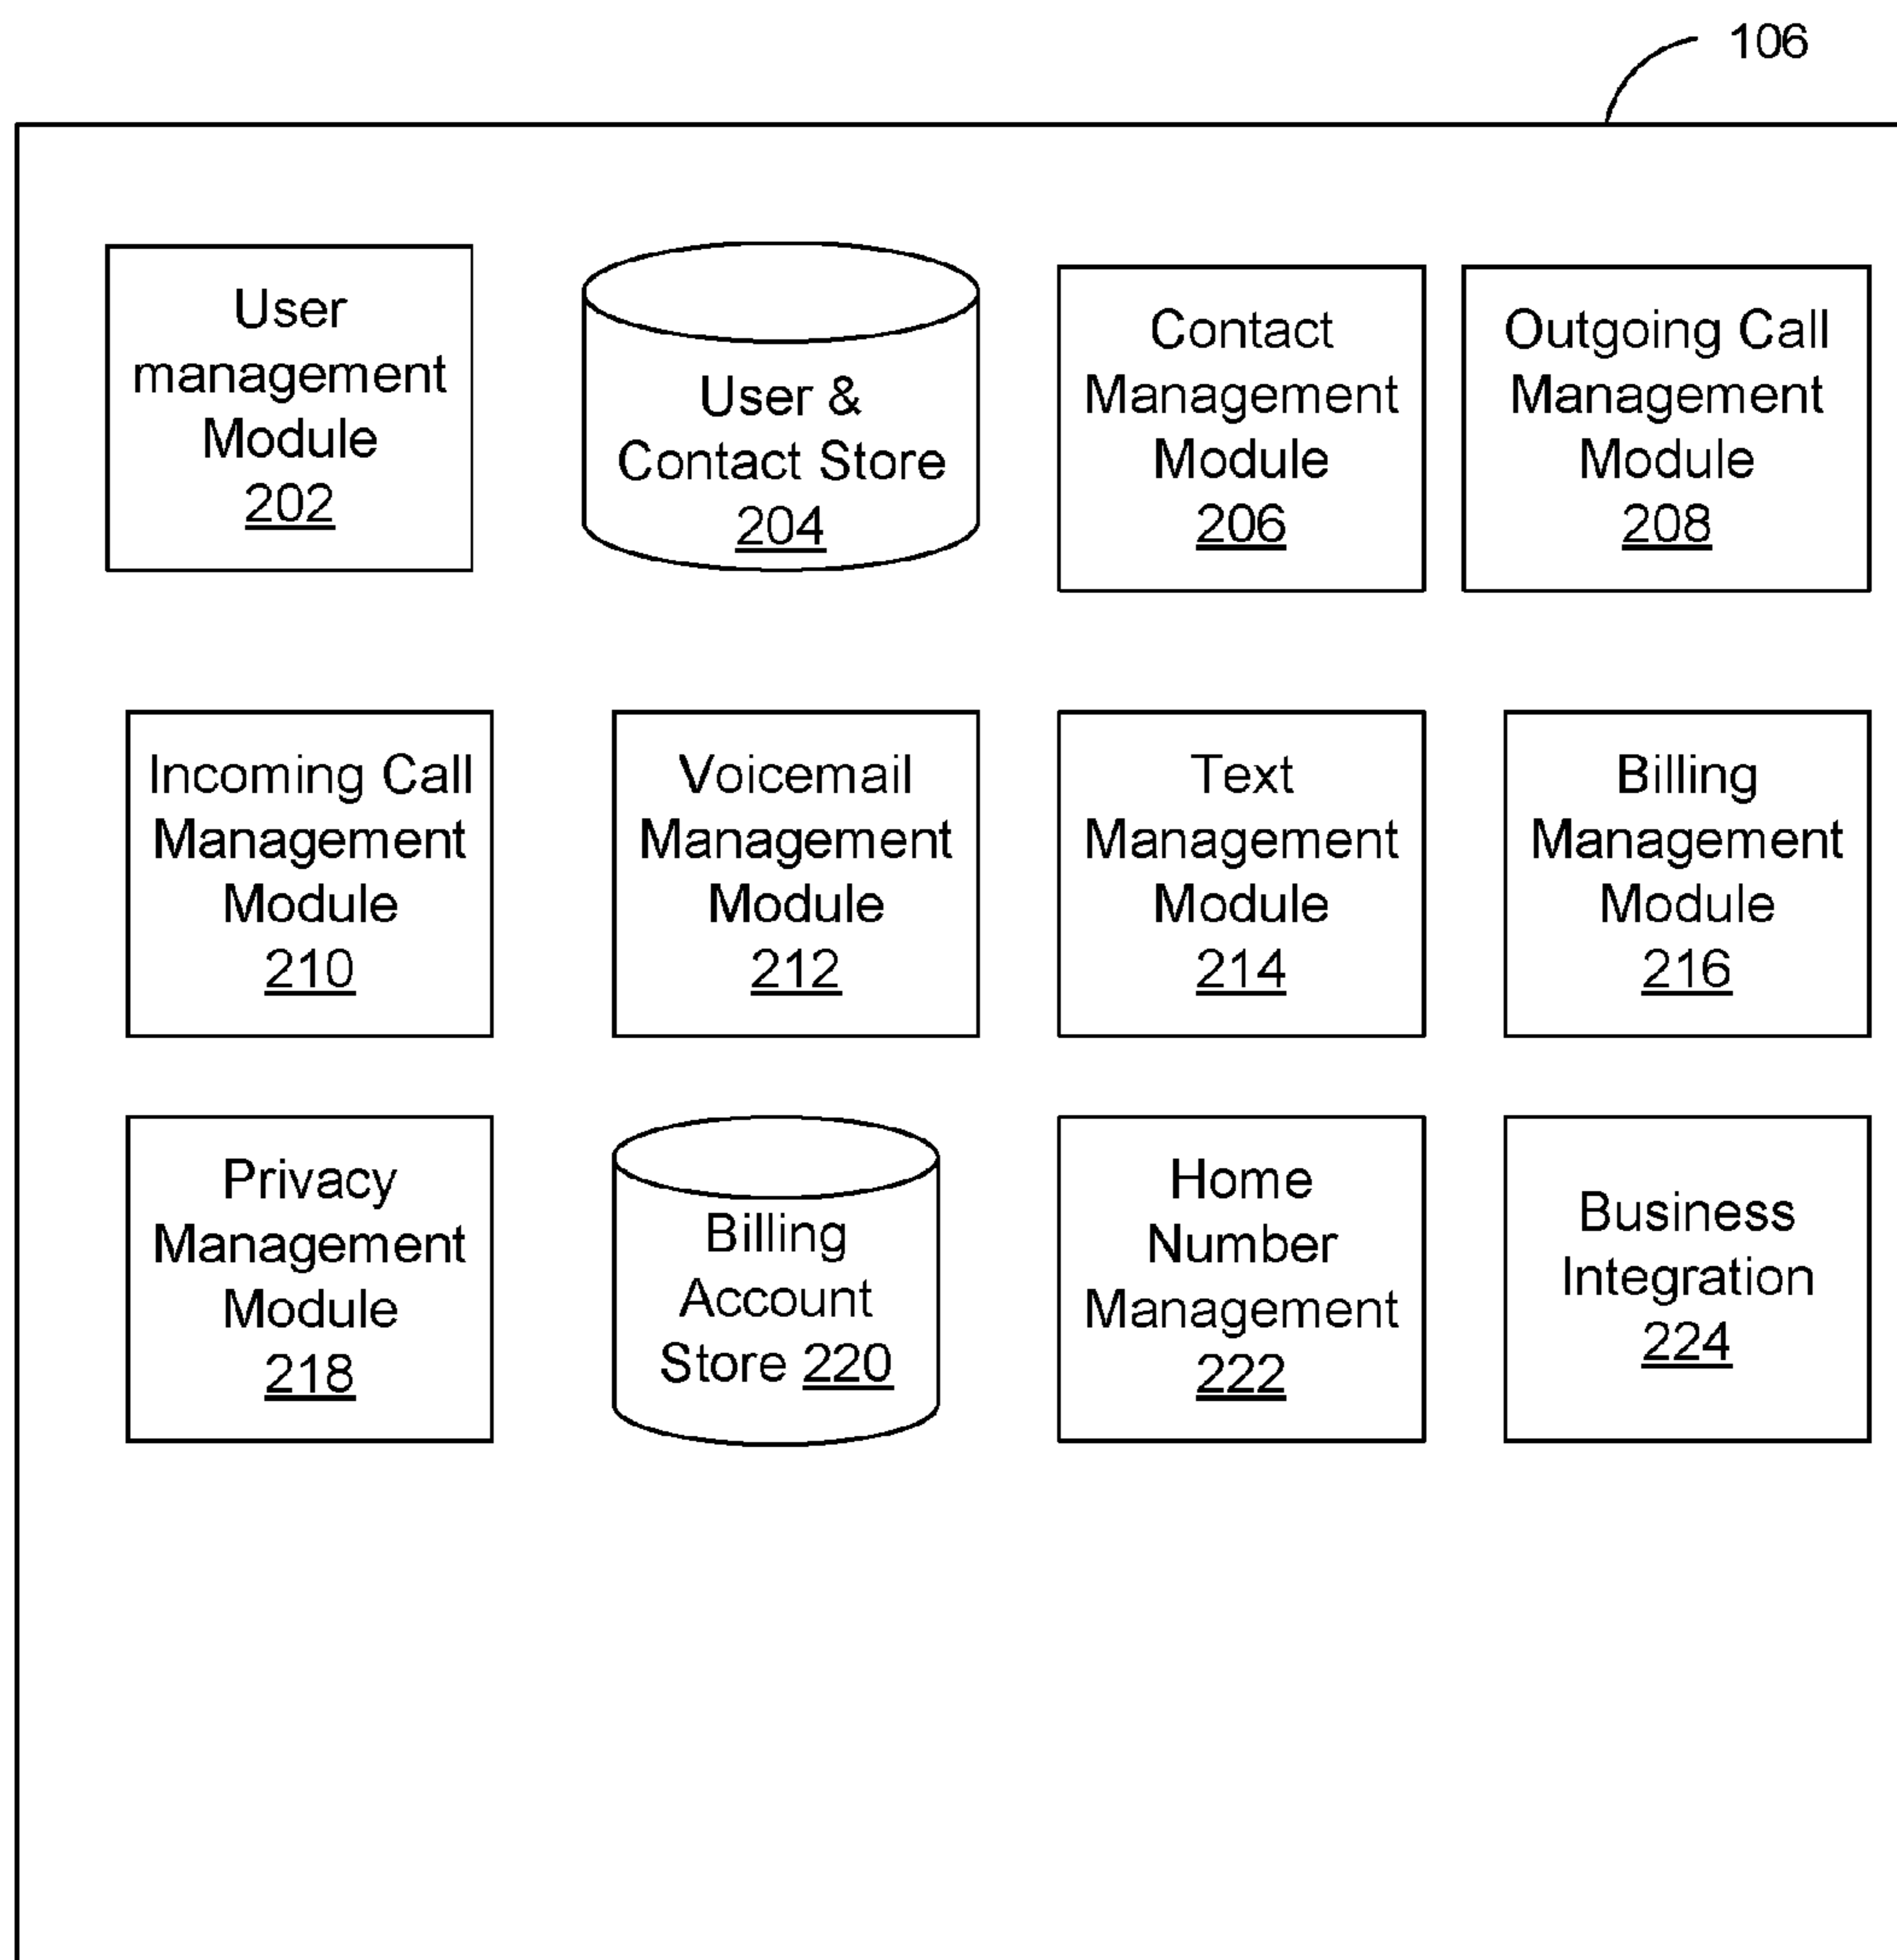 106
User
management
Module
202
User &
Contact Store
204
Contact
Management
Module
206
Outgoing Call
Management
Module
208
Incoming Call
Management
Module
210
Voicemail
Management
Module
212
Text
Management
Module
214
Billing
Management
Module
216
Privacy
Management
Module
218
Billing
Account
Store 220
Home
Number
Management
222
Business
Integration
224